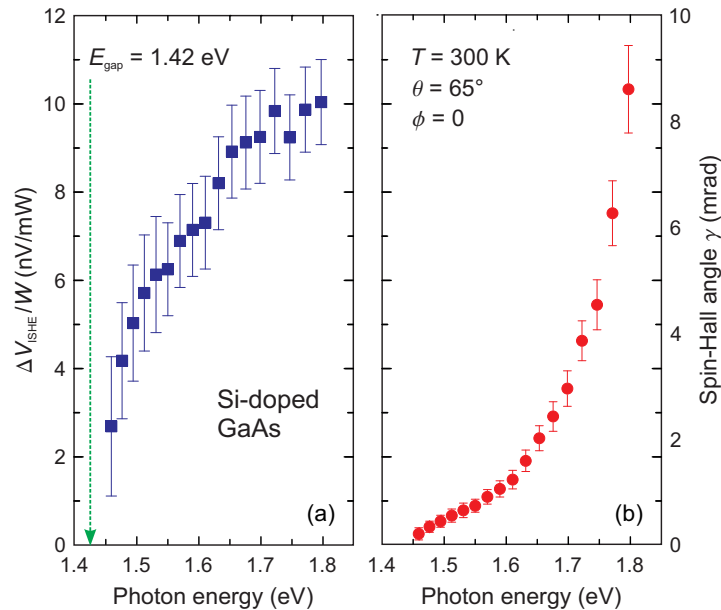 E_gap = 1.42 eV
ΔV_ISHE/W (nV/mW)
12
10
8
6
4
2
0
Si-doped
GaAs
(a)
1.4
1.5
1.6
1.7
1.8
Photon energy (eV)
T = 300 K
θ = 65°
ϕ = 0
(b)
1.4
1.5
1.6
1.7
1.8
Photon energy (eV)
10
8
6
4
2
0
Spin-Hall angle γ (mrad)